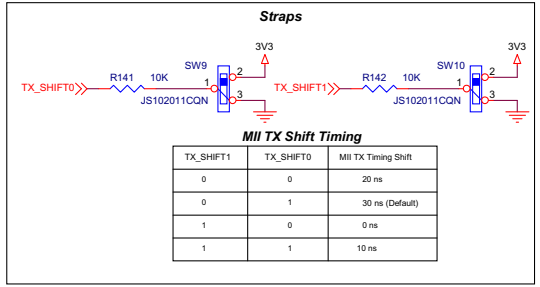 Straps
3V3
3V3
SW9
SW10
R141 10K
R142 10K
2
2
TX_SHIFT0
1
TX_SHIFT1
1
3
3
JS102011CQN
JS102011CQN
MII TX Shift Timing
TX_SHIFT1 TX_SHIFT0 MII TX Timing Shift
0 0 20 ns
0 1 30 ns (Default)
1 0 0 ns
1 1 10 ns